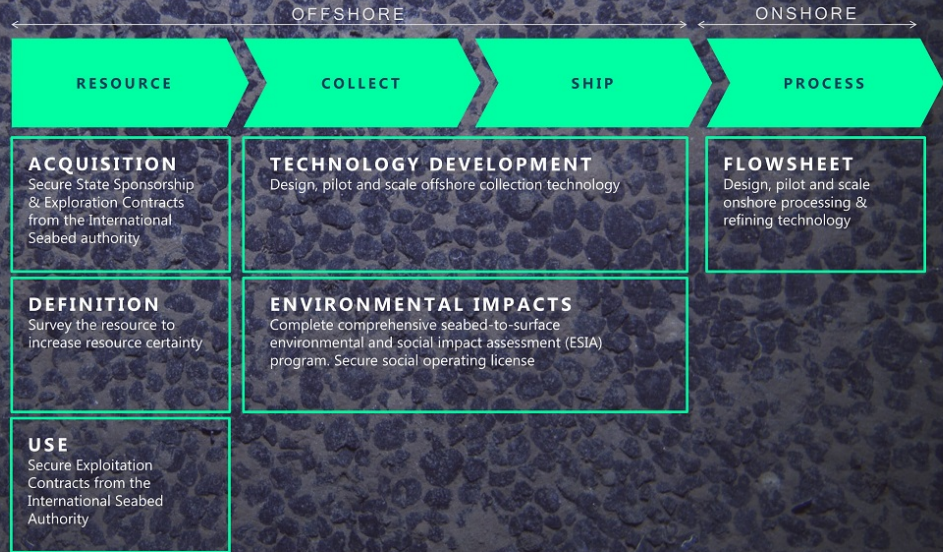 OFFSHORE
ONSHORE
RESOURCE
COLLECT
SHIP
PROCESS
ACQUISITION
Secure State Sponsorship
& Exploration Contracts
from the International
Seabed authority
TECHNOLOGY DEVELOPMENT
Design, pilot and scale offshore collection technology
FLOWSHEET
Design, pilot and scale
onshore processing &
refining technology
DEFINITION
Survey the resource to
increase resource certainty
ENVIRONMENTAL IMPACTS
Complete comprehensive seabed-to-surface
environmental and social impact assessment (ESIA)
program. Secure social operating license
USE
Secure Exploitation
Contracts from the
International Seabed
Authority